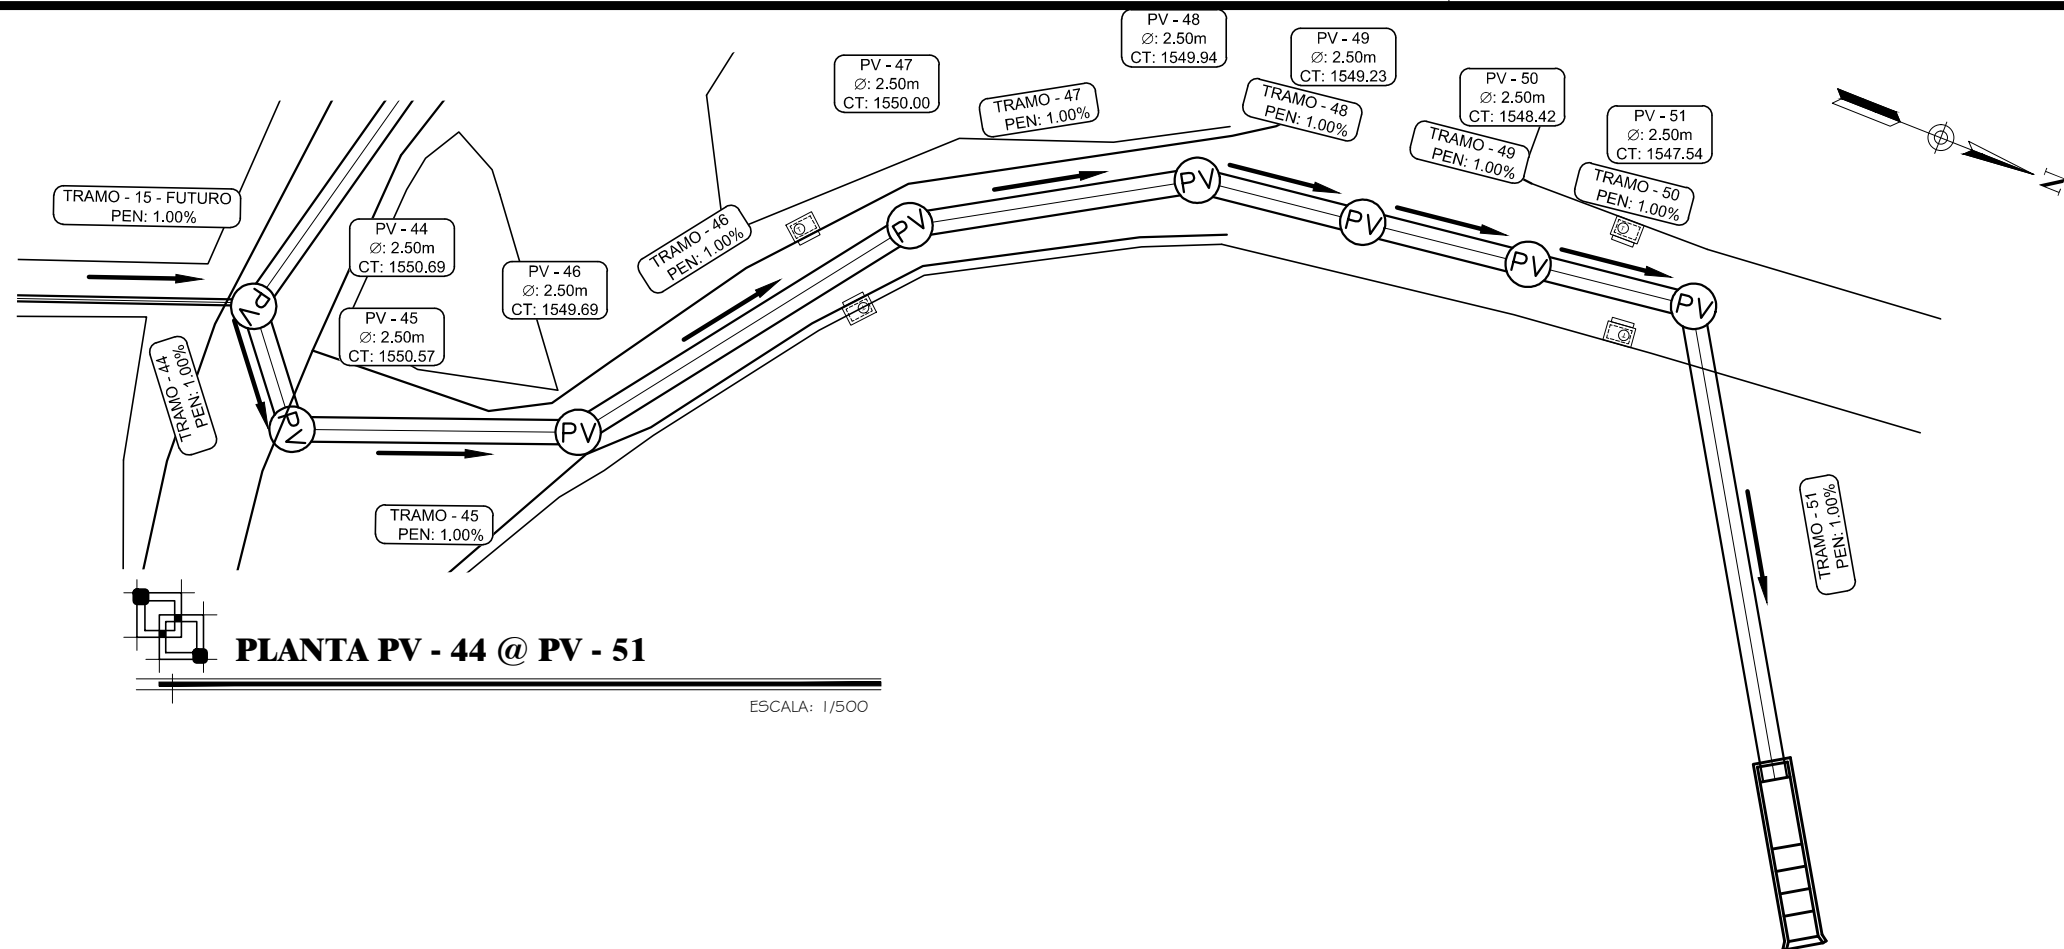 PV - 48
Ø: 2.50m
CT: 1549.94
PV - 49
Ø: 2.50m
CT: 1549.23
PV - 47
Ø: 2.50m
CT: 1550.00
PV - 50
Ø: 2.50m
CT: 1548.42
PV - 51
Ø: 2.50m
CT: 1547.54
TRAMO - 47
PEN: 1.00%
TRAMO - 48
PEN: 1.00%
TRAMO - 49
PEN: 1.00%
TRAMO - 50
PEN: 1.00%
N
TRAMO - 15 - FUTURO
PEN: 1.00%
PV - 44
Ø: 2.50m
CT: 1550.69
PV - 46
Ø: 2.50m
CT: 1549.69
TRAMO - 46
PEN: 1.00%
PV - 45
Ø: 2.50m
CT: 1550.57
TRAMO - 44
PEN: 1.00%
PV
PV
PV
PV
PV
PV
PV
PV
TRAMO - 45
PEN: 1.00%
TRAMO - 51
PEN: 1.00%
PLANTA PV - 44 @ PV - 51
ESCALA: 1/500